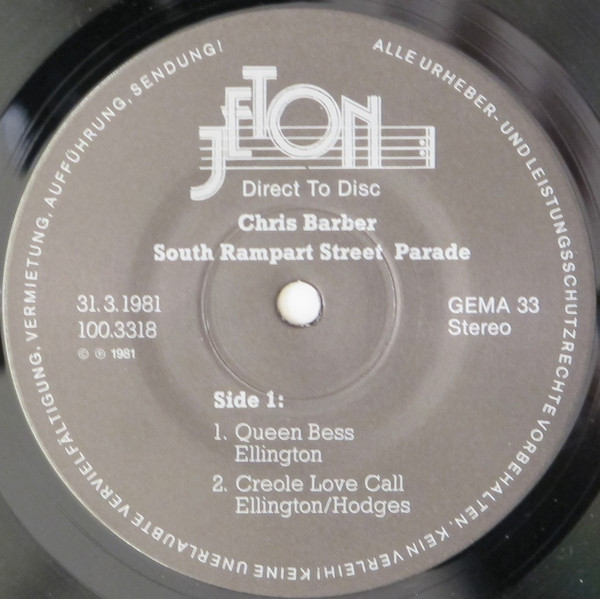 JETON
Direct To Disc
Chris Barber
South Rampart Street Parade
31.3.1981
100.3318
© ℗ 1981
GEMA 33
Stereo
Side 1:
1. Queen Bess
Ellington
2. Creole Love Call
Ellington/Hodges
ALLE URHEBER- UND LEISTUNGSSCHUTZRECHTE VORBEHALTEN. KEIN VERLEIH! KEINE UNERLAUBTE VERVIELFÄLTIGUNG, VERMIETUNG, AUFFÜHRUNG, SENDUNG!